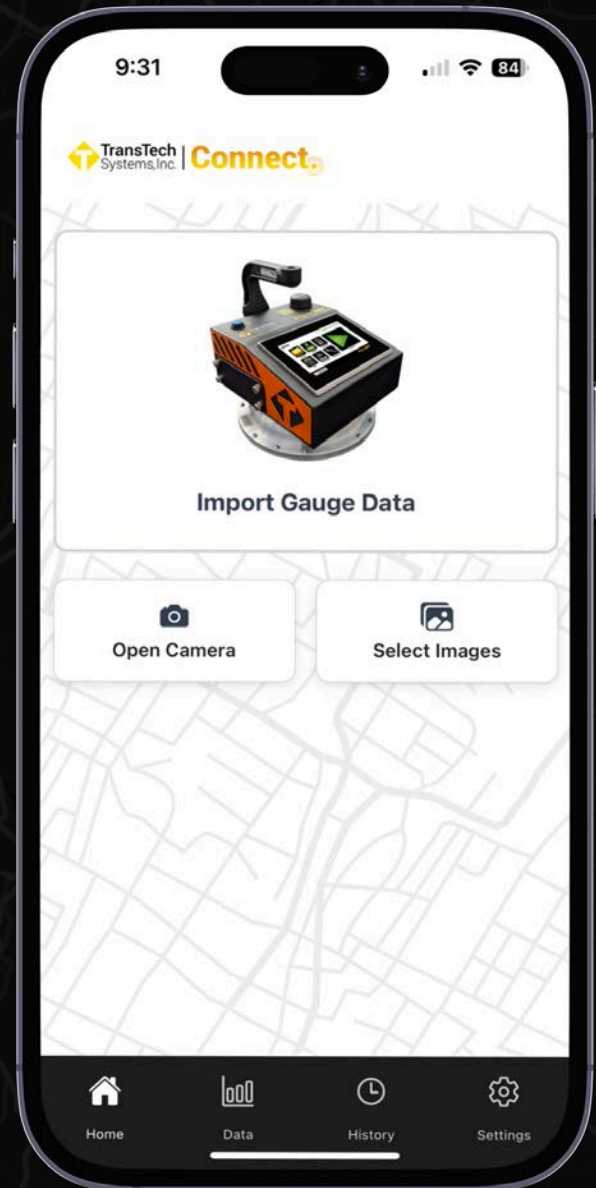 9:31
84
TransTech
Systems, Inc.
Connect
Import Gauge Data
Open Camera
Select Images
Home
Data
History
Settings